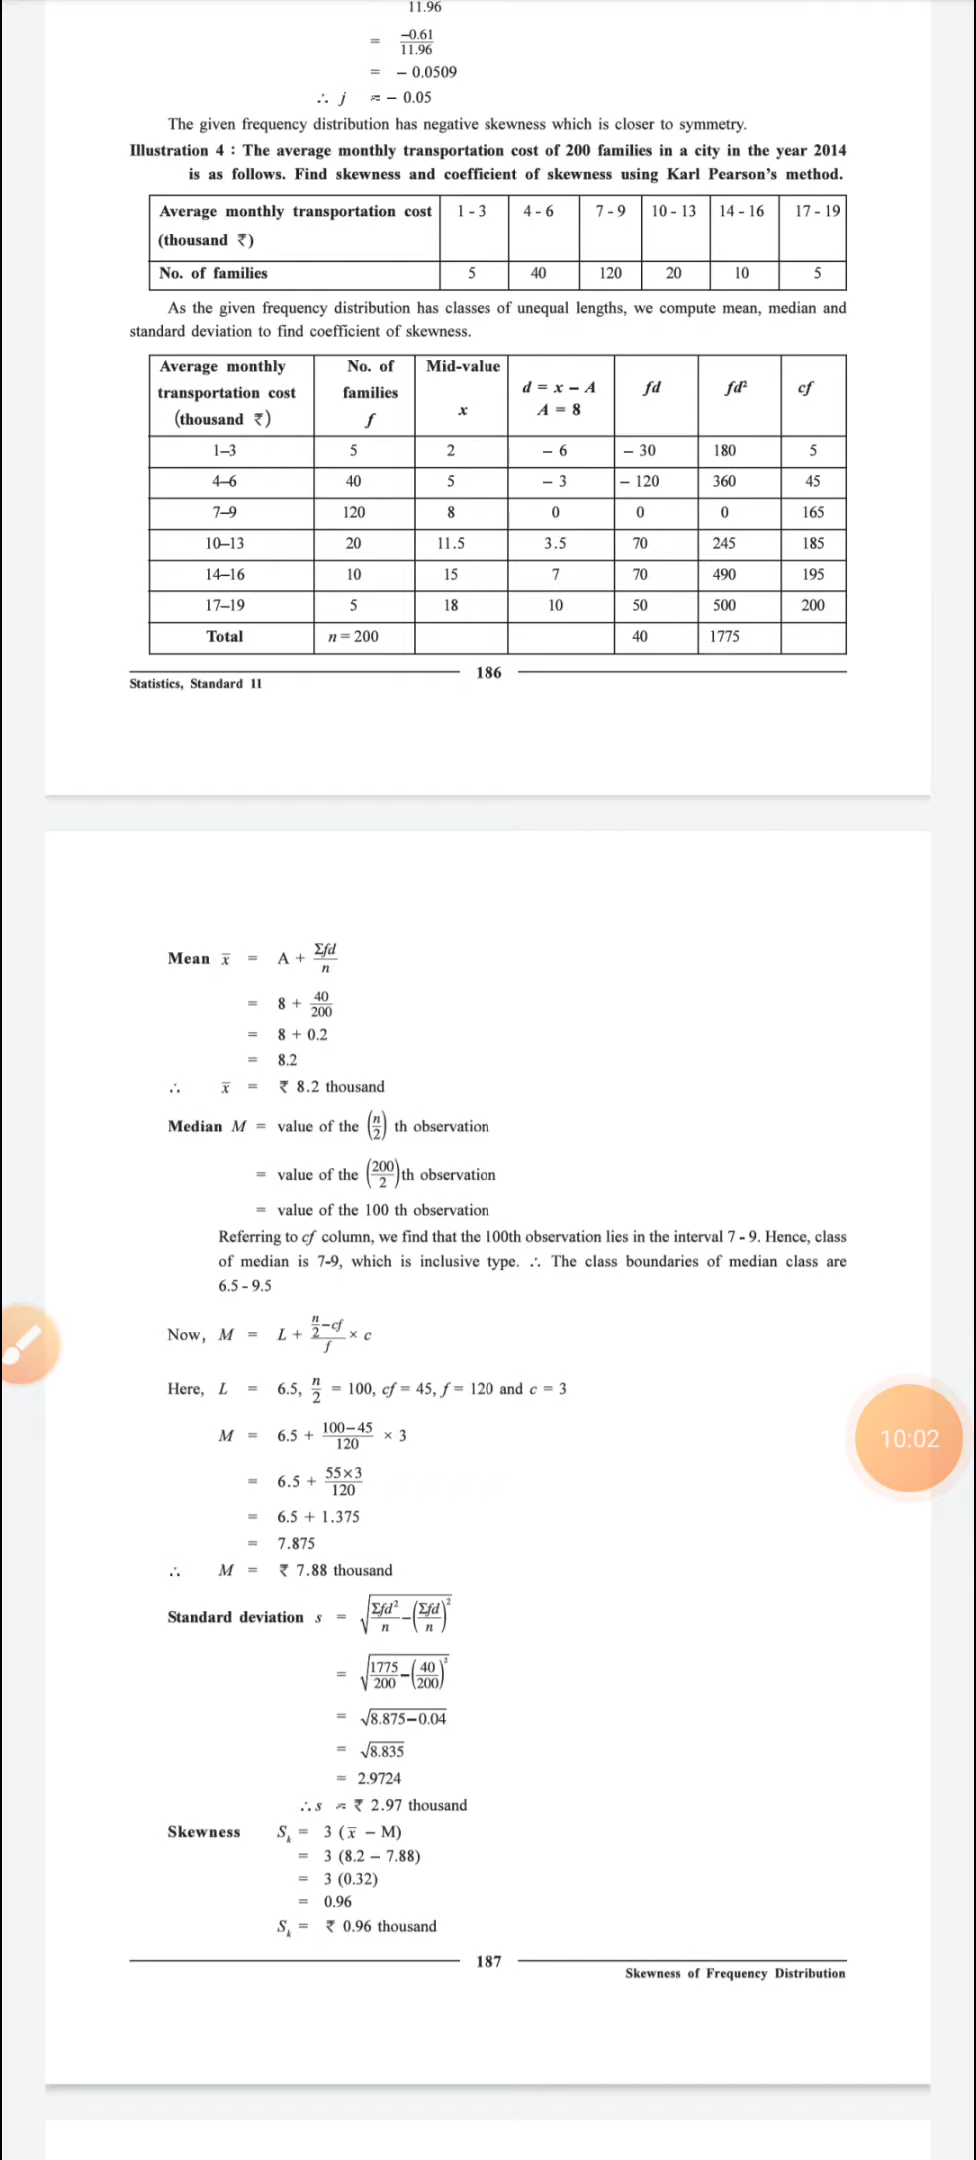 11.96
= –0.61
11.96
= – 0.0509
∴ j ≈ – 0.05
The given frequency distribution has negative skewness which is closer to symmetry.
Illustration 4 : The average monthly transportation cost of 200 families in a city in the year 2014
is as follows. Find skewness and coefficient of skewness using Karl Pearson's method.
Average monthly transportation cost 1 - 3 4 - 6 7 - 9 10 - 13 14 - 16 17 - 19
(thousand ₹)
No. of families 5 40 120 20 10 5
As the given frequency distribution has classes of unequal lengths, we compute mean, median and
standard deviation to find coefficient of skewness.
Average monthly No. of Mid-value
transportation cost families d = x – A fd fd² cf
(thousand ₹) f x A = 8
1–3 5 2 – 6 – 30 180 5
4–6 40 5 – 3 – 120 360 45
7–9 120 8 0 0 0 165
10–13 20 11.5 3.5 70 245 185
14–16 10 15 7 70 490 195
17–19 5 18 10 50 500 200
Total n = 200 40 1775
186
Statistics, Standard 11
Mean x̄ = A + Σfd/n
= 8 + 40/200
= 8 + 0.2
= 8.2
∴ x̄ = ₹ 8.2 thousand
Median M = value of the (n/2) th observation
= value of the (200/2)th observation
= value of the 100 th observation
Referring to cf column, we find that the 100th observation lies in the interval 7 - 9. Hence, class
of median is 7-9, which is inclusive type. ∴ The class boundaries of median class are
6.5 - 9.5
Now, M = L + (n/2 – cf)/f × c
Here, L = 6.5, n/2 = 100, cf = 45, f = 120 and c = 3
M = 6.5 + (100–45)/120 × 3
10:02
= 6.5 + 55×3/120
= 6.5 + 1.375
= 7.875
∴ M = ₹ 7.88 thousand
Standard deviation s = √(Σfd²/n – (Σfd/n)²)
= √(1775/200 – (40/200)²)
= √8.875–0.04
= √8.835
= 2.9724
∴ s ≈ ₹ 2.97 thousand
Skewness Sₖ = 3 (x̄ – M)
= 3 (8.2 – 7.88)
= 3 (0.32)
= 0.96
Sₖ = ₹ 0.96 thousand
187
Skewness of Frequency Distribution